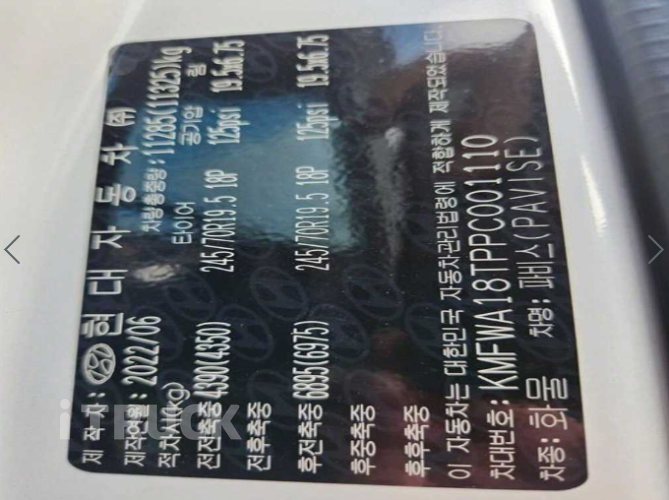 제 작 자 : 현 대 자 동 차 ㈜
제작연월 : 2022/06 차량총중량 : 11285(11325)kg
적차시(kg) 타이어 공기압 림
전전축중 4390(4350) 245/70R19.5 18P 125psi 19.5x6.75
전후축중
후전축중 6895(6975) 245/70R19.5 18P 125psi 19.5x6.75
후중축중
후후축중
이 자동차는 대한민국 자동차관리법령에 적합하게 제작되었습니다.
차대번호: KMFWA18TPPC001110
차종: 화물 차명: 파비스(PAVISE)
iTRUCK